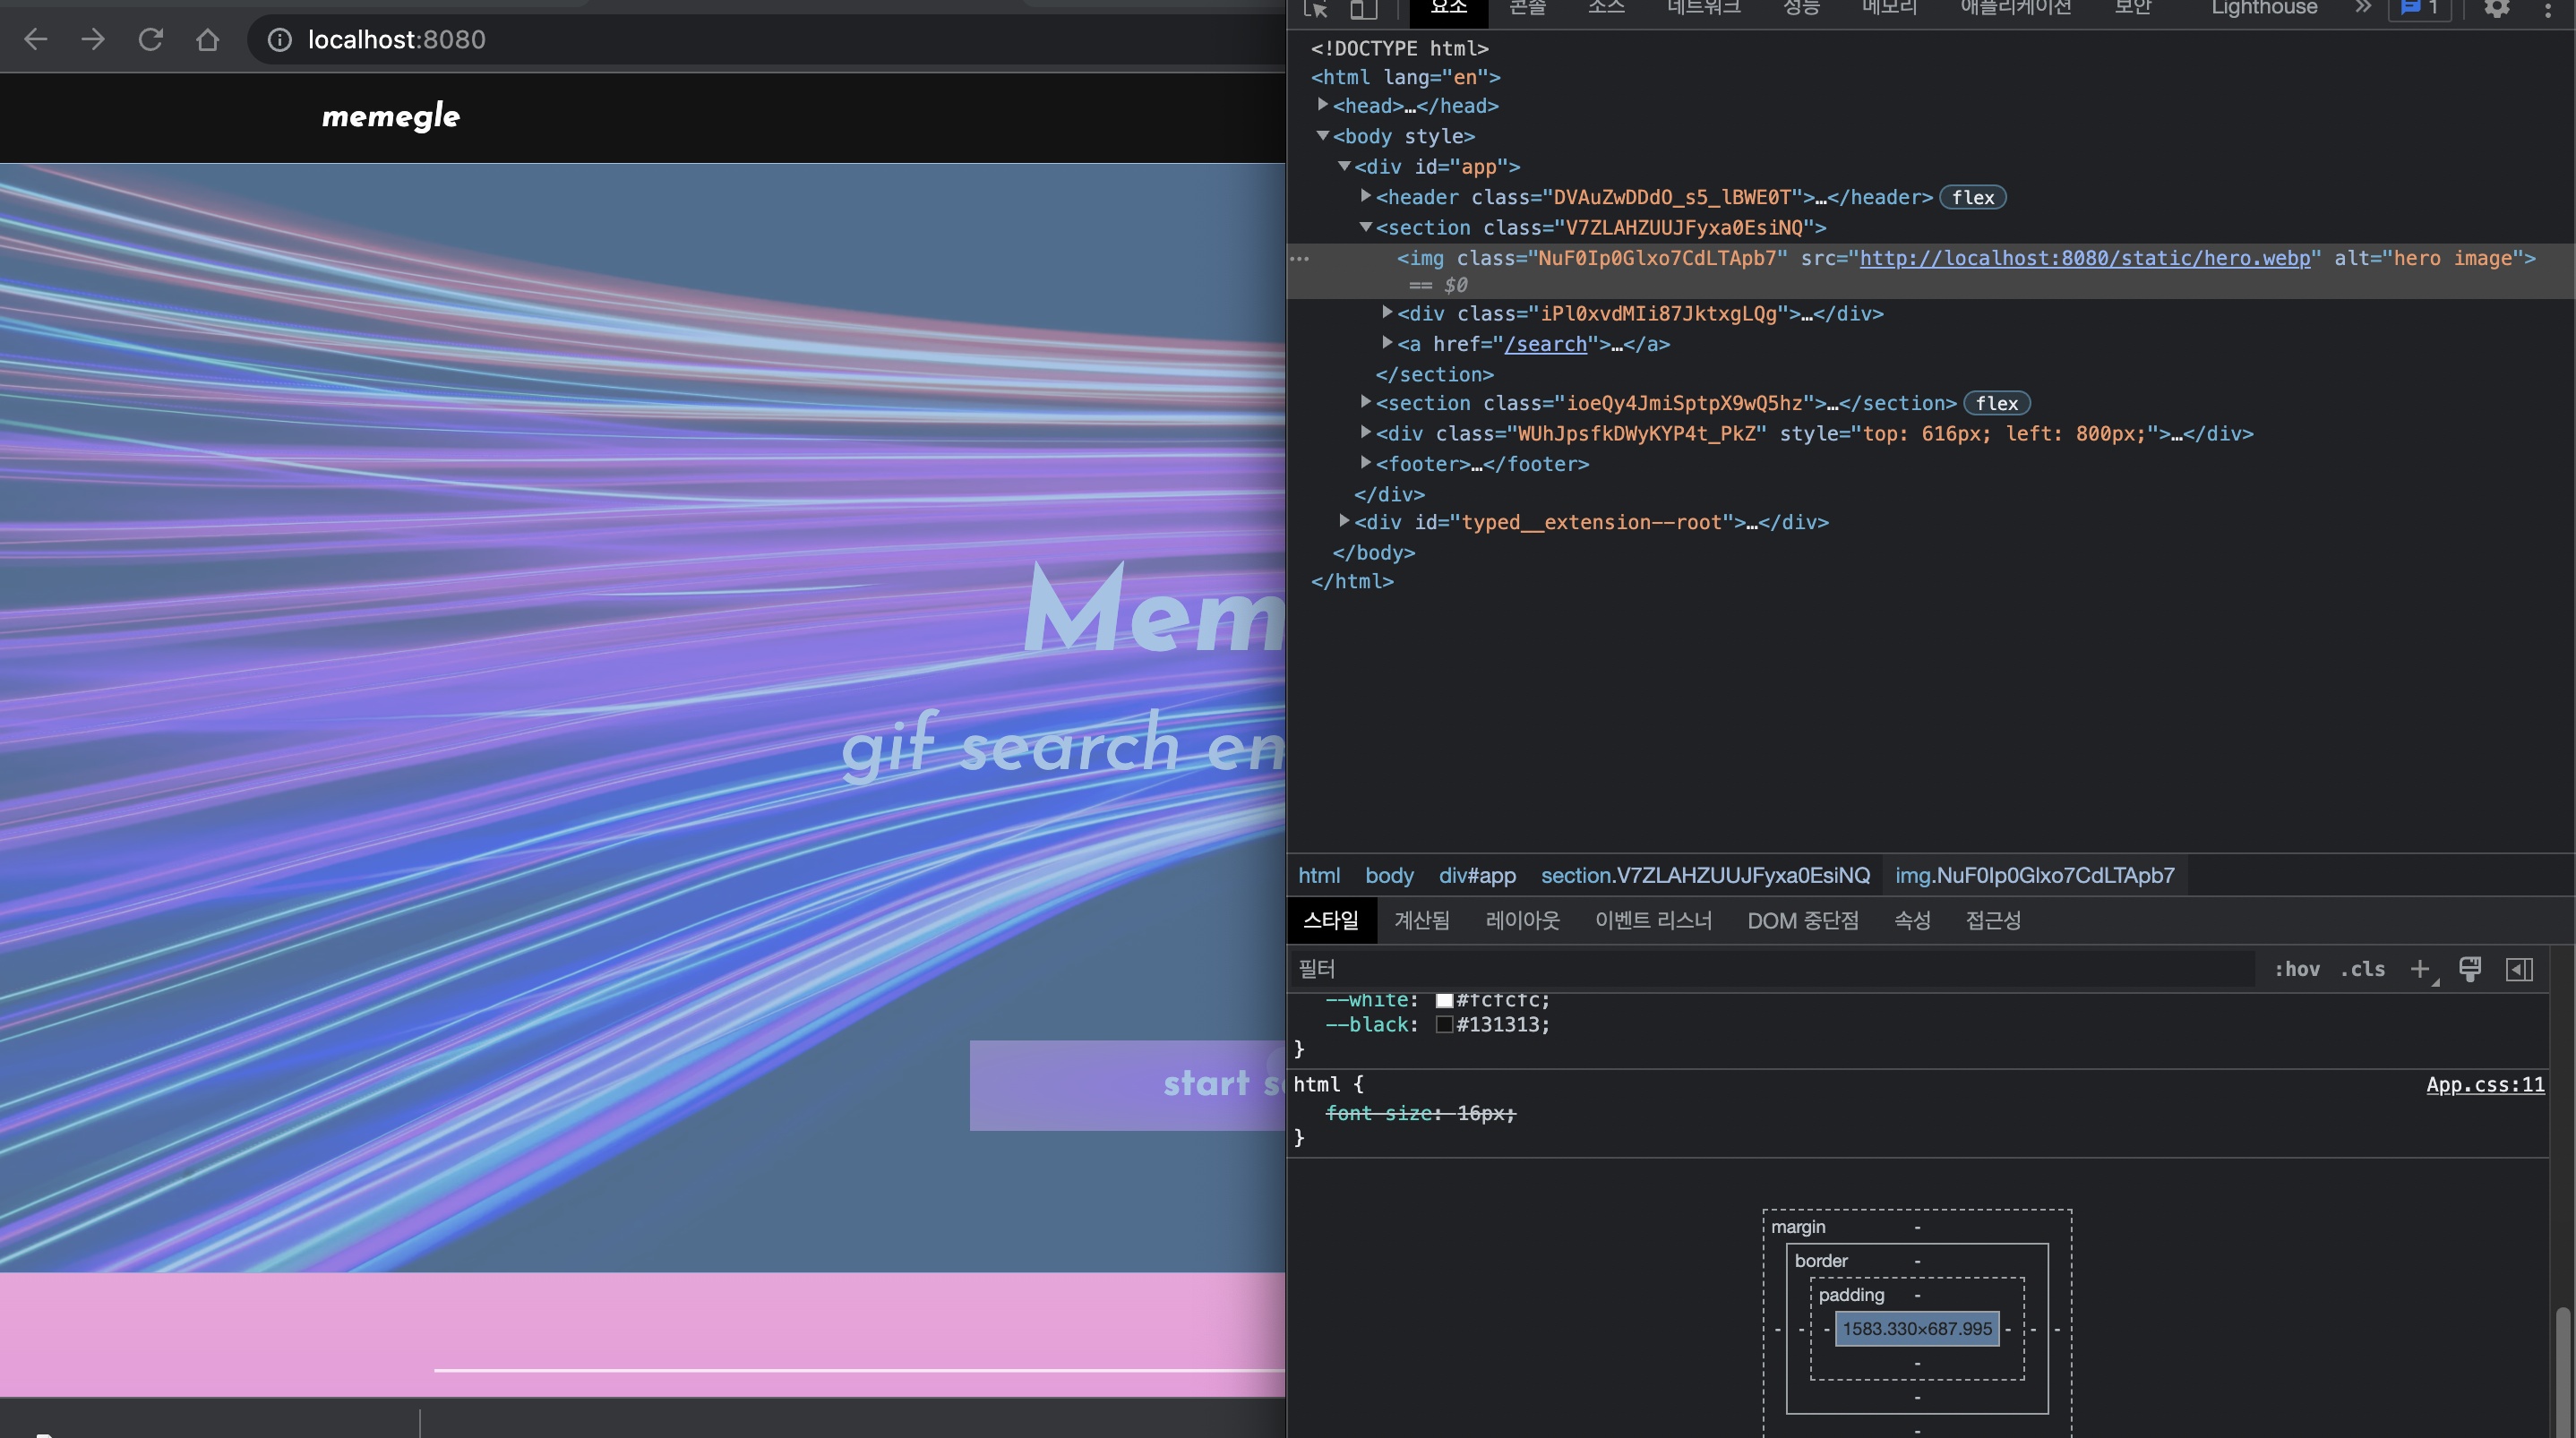 localhost:8080
memegle
Mem
gif search en
start s
요소 콘솔 소스 네트워크 성능 메모리 애플리케이션 보안 Lighthouse 1
<!DOCTYPE html>
<html lang="en">
<head>…</head>
<body style>
<div id="app">
<header class="DVAuZwDDdO_s5_lBWE0T">…</header> flex
<section class="V7ZLAHZUUJFyxa0EsiNQ">
<img class="NuF0Ip0Glxo7CdLTApb7" src="http://localhost:8080/static/hero.webp" alt="hero image">
== $0
<div class="iPl0xvdMIi87JktxgLQg">…</div>
<a href="/search">…</a>
</section>
<section class="ioeQy4JmiSptpX9wQ5hz">…</section> flex
<div class="WUhJpsfkDWyKYP4t_PkZ" style="top: 616px; left: 800px;">…</div>
<footer>…</footer>
</div>
<div id="typed__extension--root">…</div>
</body>
</html>
html body div#app section.V7ZLAHZUUJFyxa0EsiNQ img.NuF0Ip0Glxo7CdLTApb7
스타일 계산됨 레이아웃 이벤트 리스너 DOM 중단점 속성 접근성
필터 :hov .cls
--white: #fcfcfc;
--black: #131313;
}
html { App.css:11
font-size: 16px;
}
margin -
border -
padding -
- - - 1583.330×687.995 - - -
-
-
-